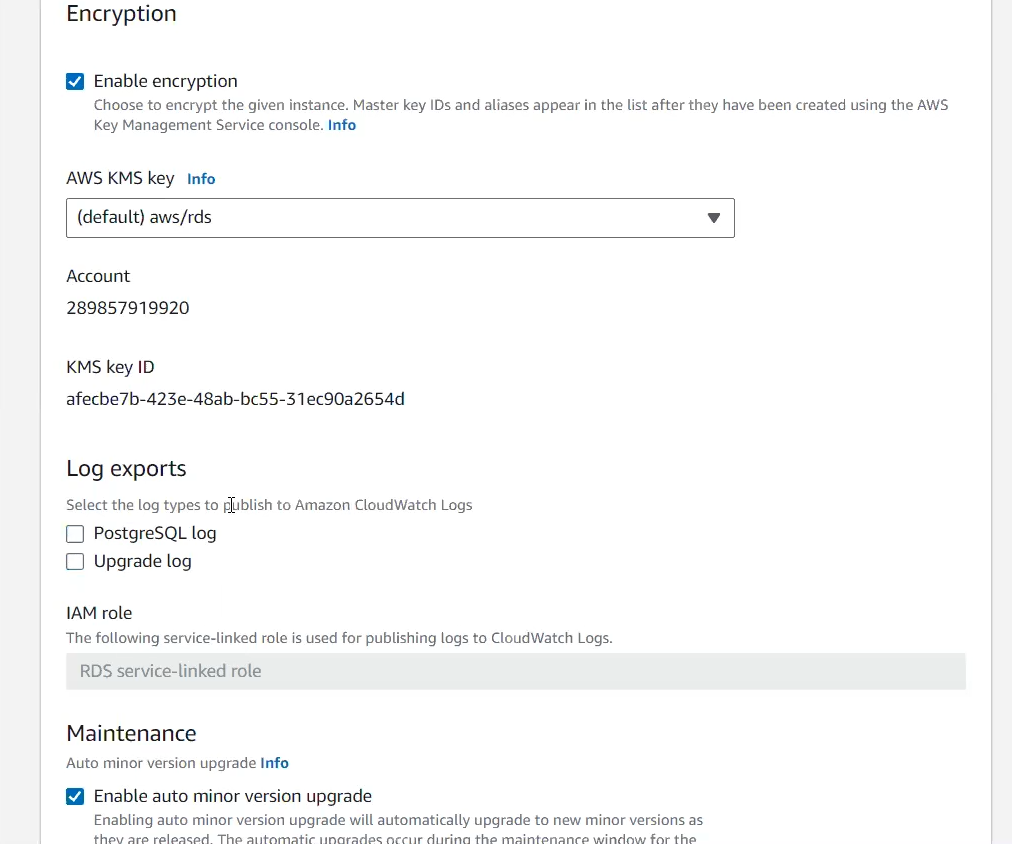 Encryption
Enable encryption
Choose to encrypt the given instance. Master key IDs and aliases appear in the list after they have been created using the AWS
Key Management Service console. Info
AWS KMS key Info
(default) aws/rds
Account
289857919920
KMS key ID
afecbe7b-423e-48ab-bc55-31ec90a2654d
Log exports
Select the log types to publish to Amazon CloudWatch Logs
PostgreSQL log
Upgrade log
IAM role
The following service-linked role is used for publishing logs to CloudWatch Logs.
RDS service-linked role
Maintenance
Auto minor version upgrade Info
Enable auto minor version upgrade
Enabling auto minor version upgrade will automatically upgrade to new minor versions as
they are released. The automatic upgrades occur during the maintenance window for the